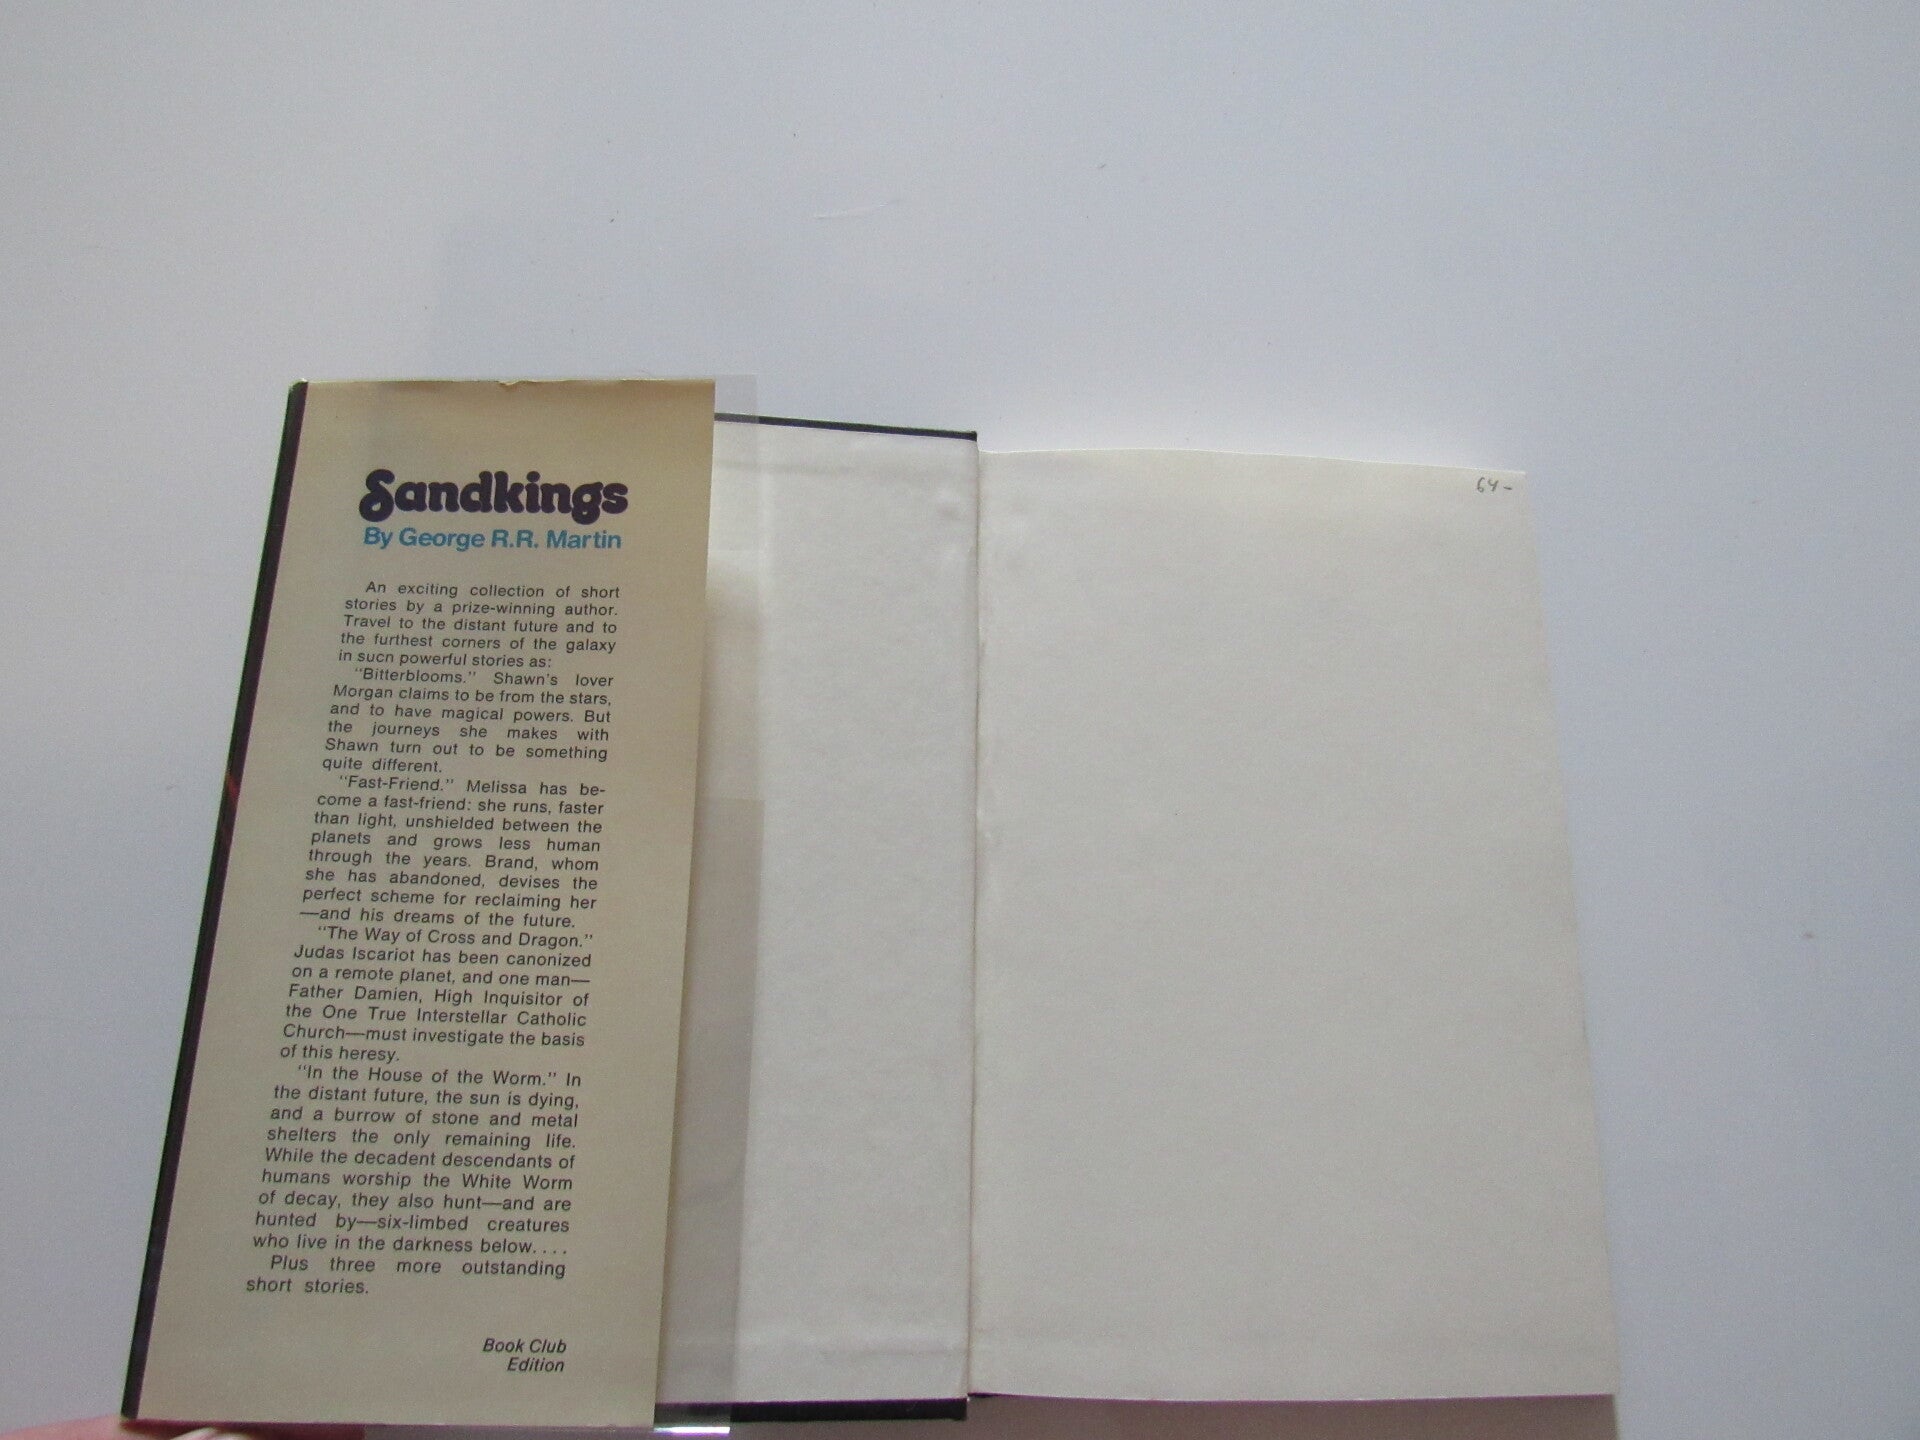 Sandkings
By George R.R. Martin
An exciting collection of short
stories by a prize-winning author.
Travel to the distant future and to
the furthest corners of the galaxy
in sucn powerful stories as:
"Bitterblooms." Shawn's lover
Morgan claims to be from the stars,
and to have magical powers. But
the journeys she makes with
Shawn turn out to be something
quite different.
"Fast-Friend." Melissa has be-
come a fast-friend: she runs, faster
than light, unshielded between the
planets and grows less human
through the years. Brand, whom
she has abandoned, devises the
perfect scheme for reclaiming her
—and his dreams of the future.
"The Way of Cross and Dragon."
Judas Iscariot has been canonized
on a remote planet, and one man—
Father Damien, High Inquisitor of
the One True Interstellar Catholic
Church—must investigate the basis
of this heresy.
"In the House of the Worm." In
the distant future, the sun is dying,
and a burrow of stone and metal
shelters the only remaining life.
While the decadent descendants of
humans worship the White Worm
of decay, they also hunt—and are
hunted by—six-limbed creatures
who live in the darkness below....
Plus three more outstanding
short stories.
Book Club
Edition
64-